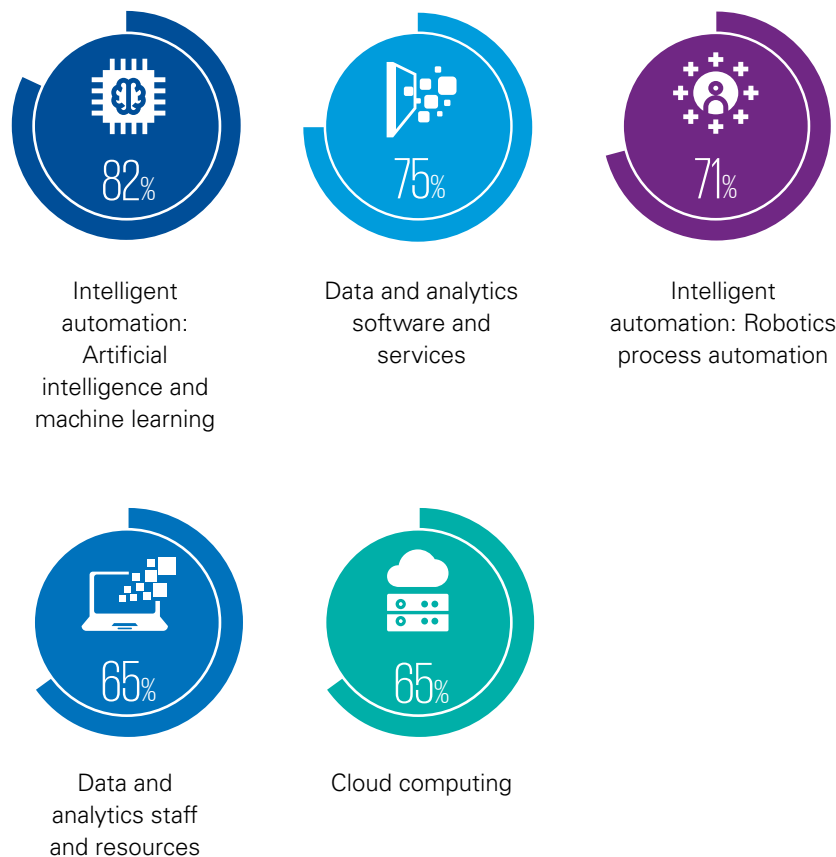 82%
Intelligent
automation:
Artificial
intelligence and
machine learning
75%
Data and analytics
software and
services
71%
Intelligent
automation: Robotics
process automation
65%
Data and
analytics staff
and resources
65%
Cloud computing